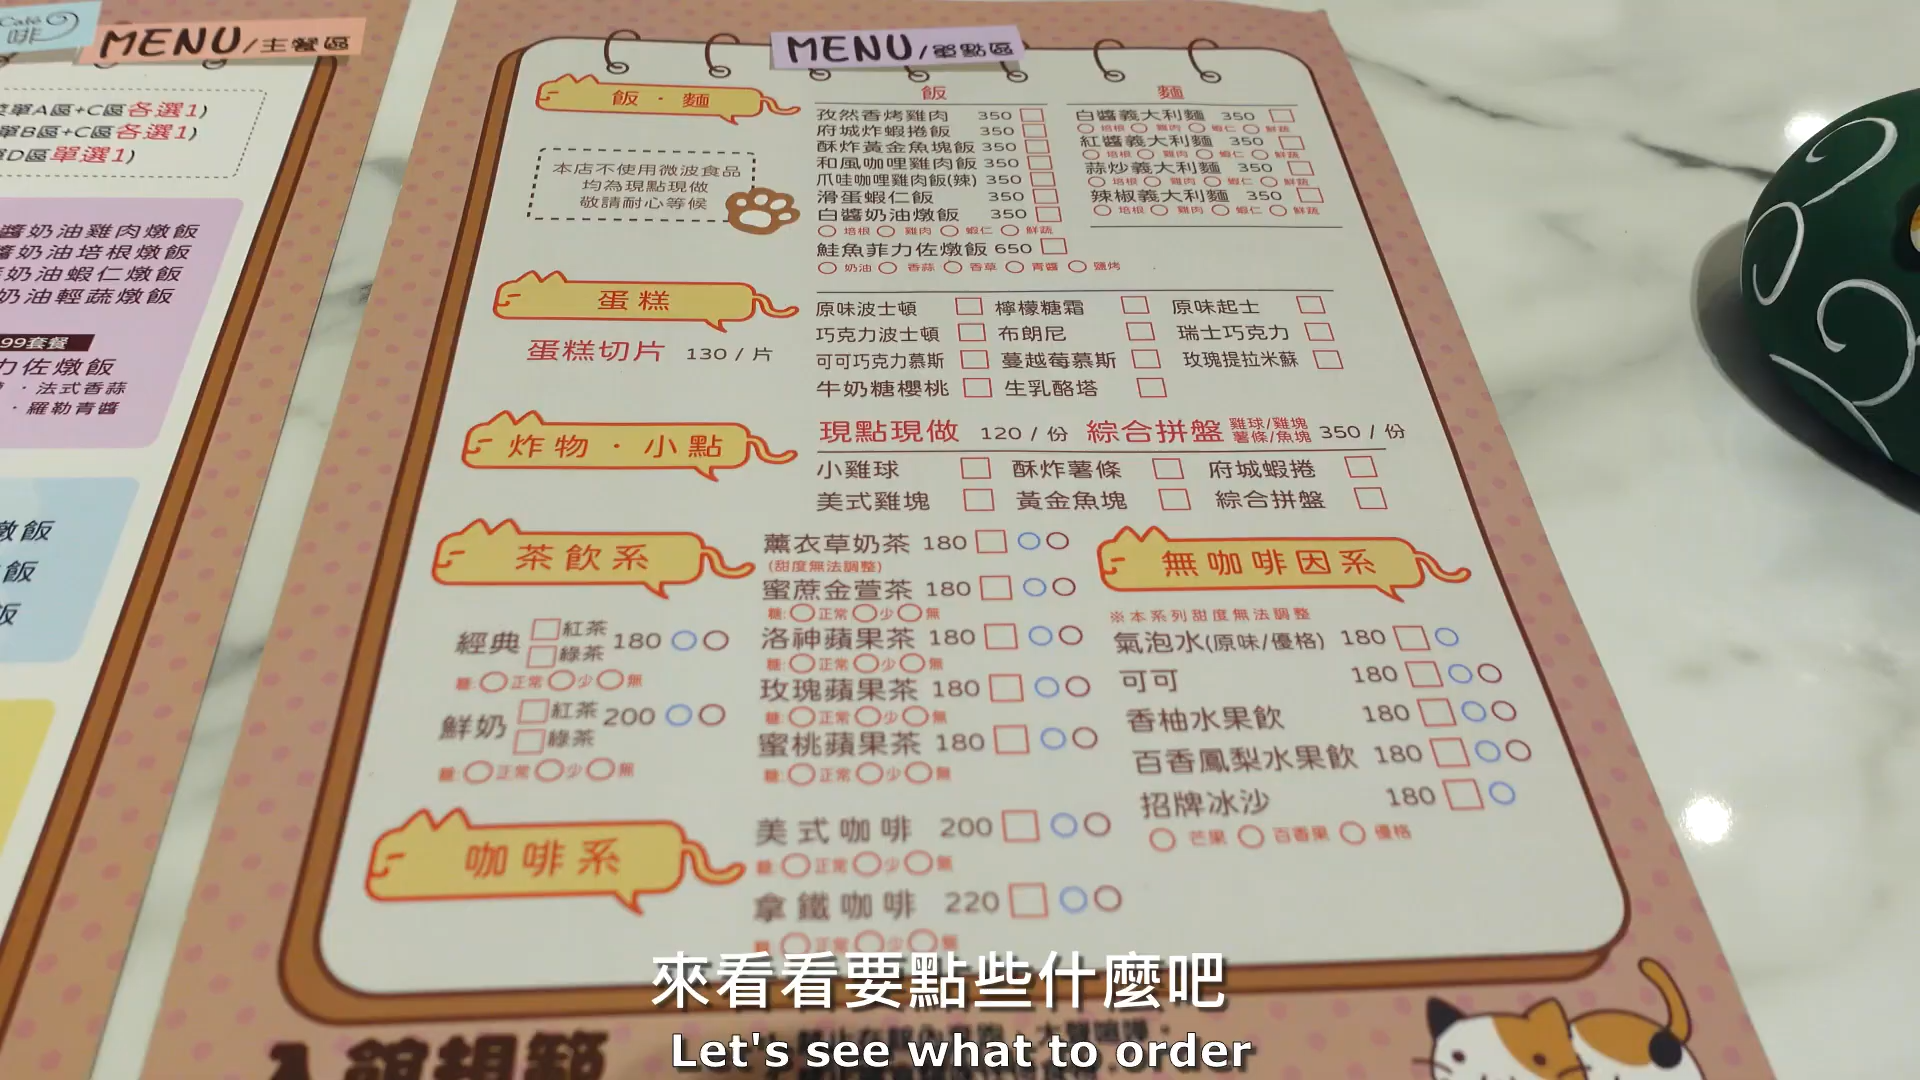 Café
啡
MENU/主餐區
單A區+C區各選1)
單B區+C區各選1)
D區單選1)
醬奶油雞肉燉飯
醬奶油培根燉飯
奶油蝦仁燉飯
奶油輕蔬燉飯
99套餐
力佐燉飯
・法式香蒜
・羅勒青醬
燉飯
飯
飯
MENU/單點區
飯・麵
本店不使用微波食品
均為現點現做
敬請耐心等候
飯
孜然香烤雞肉 350
府城炸蝦捲飯 350
酥炸黃金魚塊飯 350
和風咖哩雞肉飯 350
爪哇咖哩雞肉飯(辣) 350
滑蛋蝦仁飯 350
白醬奶油燉飯 350
培根 雞肉 蝦仁 鮮蔬
鮭魚菲力佐燉飯 650
奶油 香蒜 香草 青醬 鹽烤
麵
白醬義大利麵 350
培根 雞肉 蝦仁 鮮蔬
紅醬義大利麵 350
培根 雞肉 蝦仁 鮮蔬
蒜炒義大利麵 350
培根 雞肉 蝦仁 鮮蔬
辣椒義大利麵 350
培根 雞肉 蝦仁 鮮蔬
蛋糕
蛋糕切片 130 / 片
原味波士頓 檸檬糖霜 原味起士
巧克力波士頓 布朗尼 瑞士巧克力
可可巧克力慕斯 蔓越莓慕斯 玫瑰提拉米蘇
牛奶糖櫻桃 生乳酪塔
炸物・小點
現點現做 120 / 份 綜合拼盤 雞球/雞塊 薯條/魚塊 350 / 份
小雞球 酥炸薯條 府城蝦捲
美式雞塊 黃金魚塊 綜合拼盤
茶飲系
經典 紅茶 綠茶 180
糖: 正常 少 無
鮮奶 紅茶 綠茶 200
糖: 正常 少 無
薰衣草奶茶 180
(甜度無法調整)
蜜蔗金萱茶 180
糖: 正常 少 無
洛神蘋果茶 180
糖: 正常 少 無
玫瑰蘋果茶 180
糖: 正常 少 無
蜜桃蘋果茶 180
糖: 正常 少 無
無咖啡因系
※本系列甜度無法調整
氣泡水(原味/優格) 180
可可 180
香柚水果飲 180
百香鳳梨水果飲 180
招牌冰沙 180
芒果 百香果 優格
咖啡系
美式咖啡 200
糖: 正常 少 無
拿鐵咖啡 220
糖: 正常 少 無
來看看要點些什麼吧
Let's see what to order
入館規範